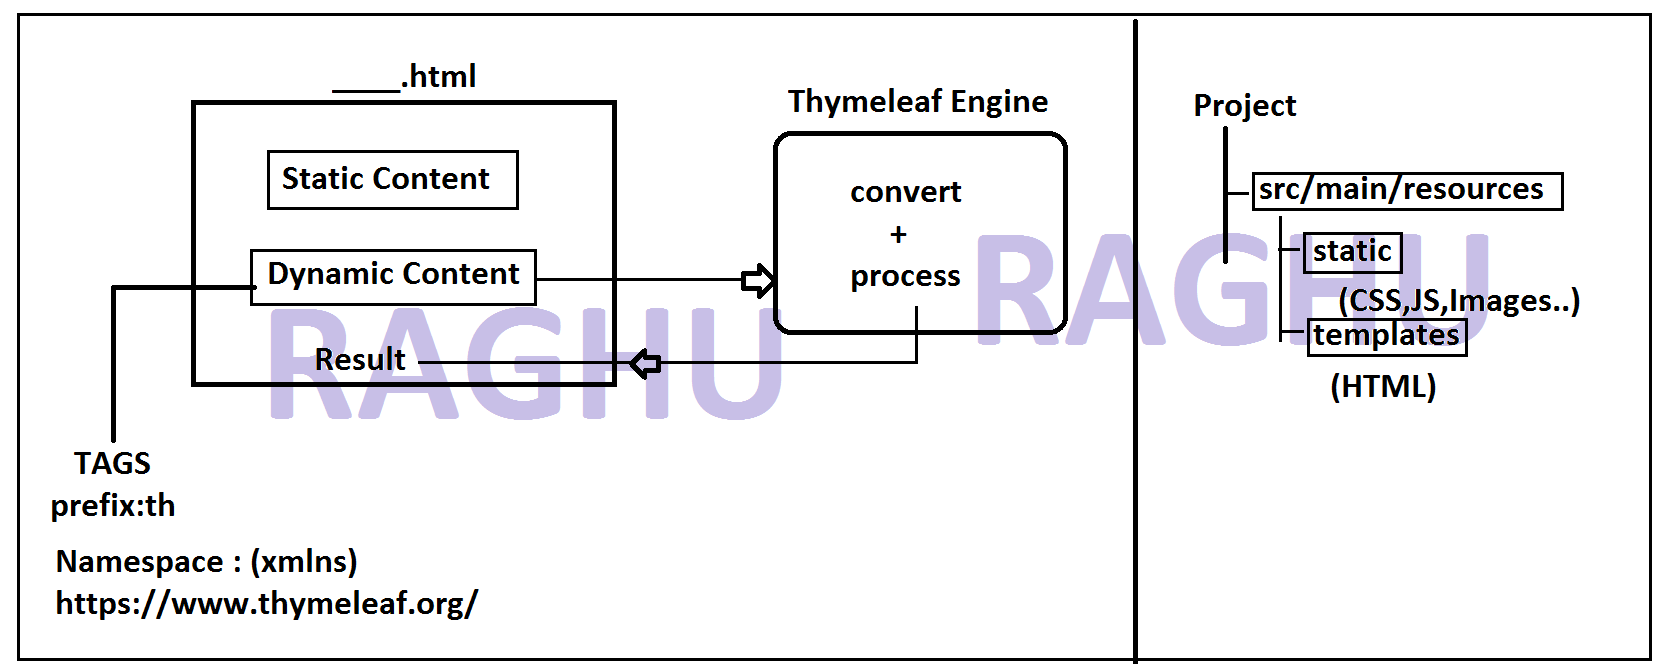 ____.html
Static Content
Dynamic Content
Result
TAGS
prefix:th
Namespace : (xmlns)
https://www.thymeleaf.org/
Thymeleaf Engine
convert
+
process
RAGHU
RAGHU
Project
src/main/resources
static
(CSS,JS,Images..)
templates
(HTML)